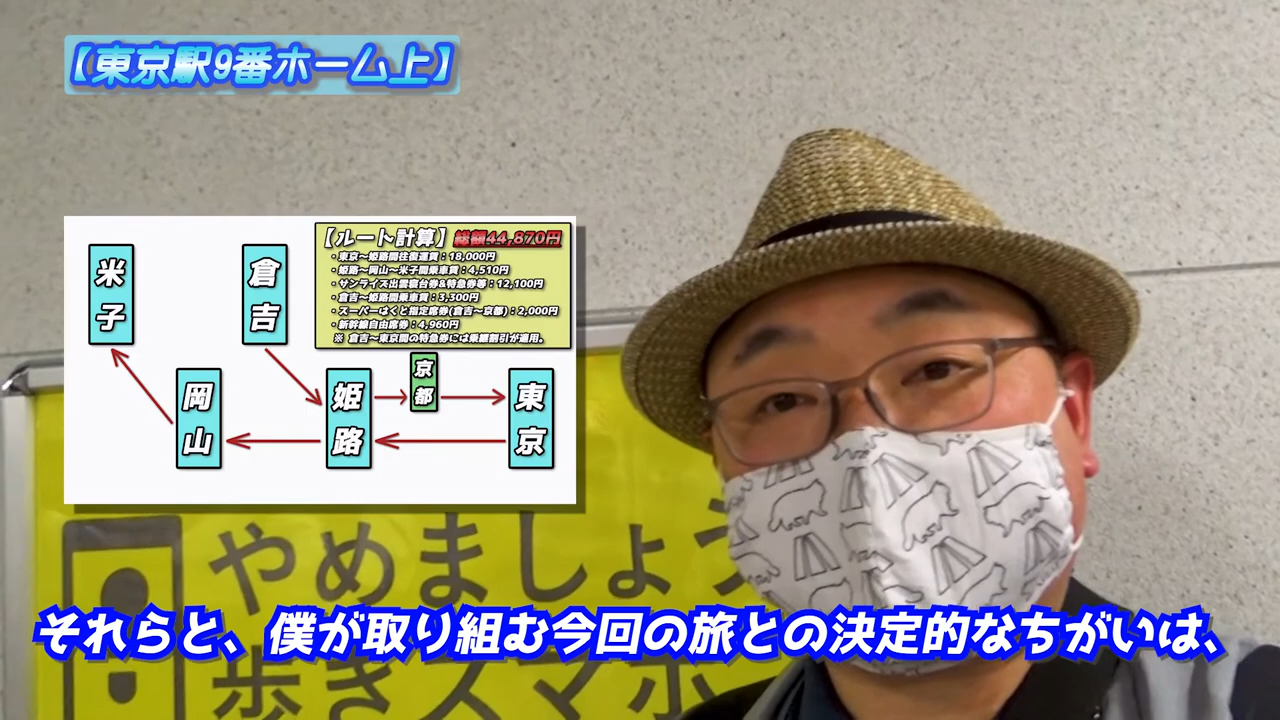 【東京駅9番ホーム上】
【ルート計算】 総額44,870円
・東京～姫路間往復運賃：18,000円
・姫路～岡山～米子間乗車賃：4,510円
・サンライズ出雲寝台券&特急券等：12,100円
・倉吉～姫路間乗車賃：3,300円
・スーパーはくと指定席券(倉吉～京都)：2,000円
・新幹線自由席券：4,960円
※ 倉吉～東京間の特急券には乗継割引が適用。
米子
倉吉
京都
岡山
姫路
東京
やめましょう
歩きスマホ
それらと、僕が取り組む今回の旅との決定的なちがいは、